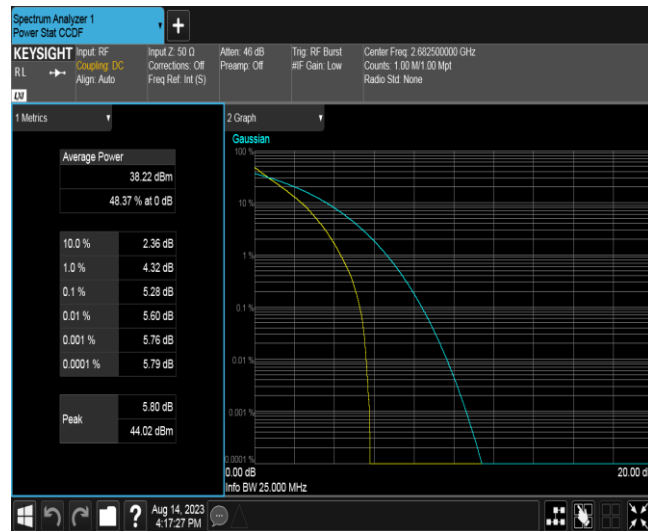 Spectrum Analyzer 1
Power Stat CCDF
+
KEYSIGHT
RL
LXI
Input: RF
Coupling: DC
Align: Auto
Input Z: 50 Ω
Corrections: Off
Freq Ref: Int (S)
Atten: 46 dB
Preamp: Off
Trig: RF Burst
#IF Gain: Low
Center Freq: 2.682500000 GHz
Counts: 1.00 M/1.00 Mpt
Radio Std: None
1 Metrics
Average Power
38.22 dBm
48.37 % at 0 dB
10.0 % 2.36 dB
1.0 % 4.32 dB
0.1 % 5.28 dB
0.01 % 5.60 dB
0.001 % 5.76 dB
0.0001 % 5.79 dB
Peak
5.80 dB
44.02 dBm
2 Graph
Gaussian
100 %
10 %
1 %
0.1 %
0.01 %
0.001 %
0.0001 %
0.00 dB
20.00 d
Info BW 25.000 MHz
?
Aug 14, 2023
4:17:27 PM